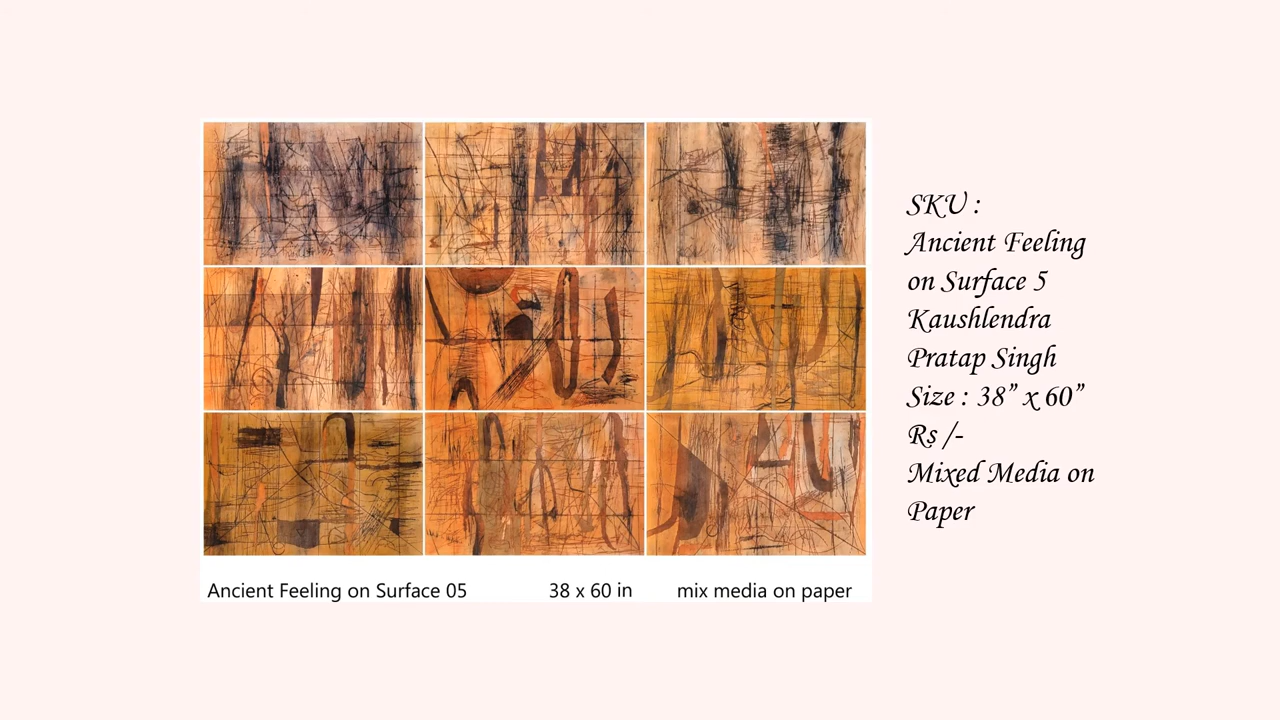 SKU :
Ancient Feeling
on Surface 5
Kaushlendra
Pratap Singh
Size : 38” x 60”
Rs /-
Mixed Media on
Paper
Ancient Feeling on Surface 05 38 x 60 in mix media on paper